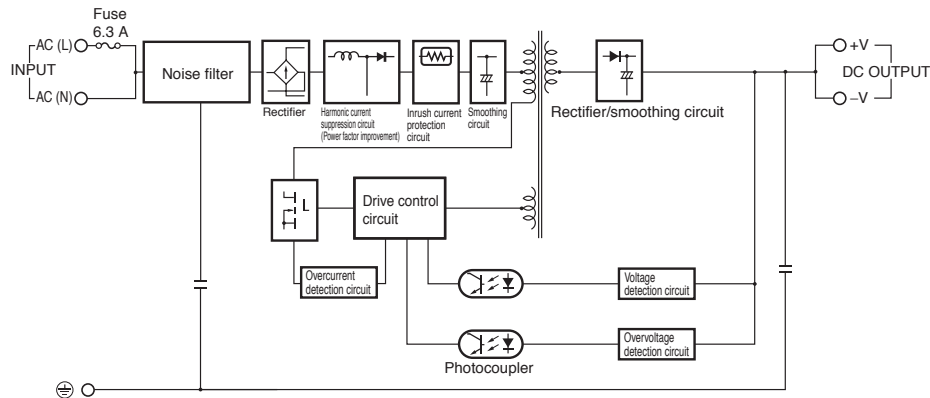 Fuse
6.3 A
AC (L)
INPUT
AC (N)
Noise filter
Rectifier
Harmonic current
suppression circuit
(Power factor improvement)
Inrush current
protection
circuit
Smoothing
circuit
Rectifier/smoothing circuit
+V
DC OUTPUT
–V
Drive control
circuit
Overcurrent
detection circuit
Voltage
detection circuit
Overvoltage
detection circuit
Photocoupler